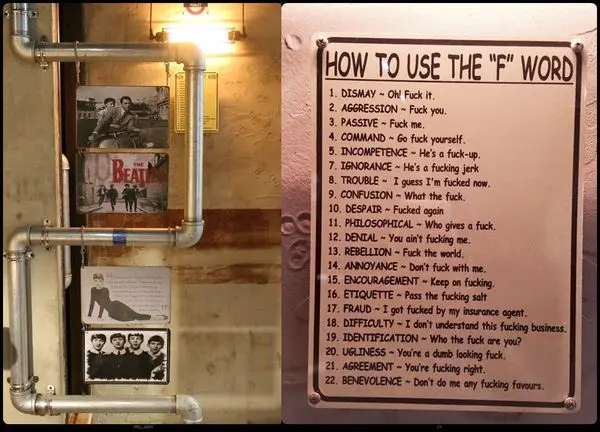 THE
BEATLES
HOW TO USE THE "F" WORD
1. DISMAY ~ Oh! Fuck it.
2. AGGRESSION ~ Fuck you.
3. PASSIVE ~ Fuck me.
4. COMMAND ~ Go fuck yourself.
5. INCOMPETENCE ~ He's a fuck-up.
7. IGNORANCE ~ He's a fucking jerk
8. TROUBLE ~ I guess I'm fucked now.
9. CONFUSION ~ What the fuck.
10. DESPAIR ~ Fucked again
11. PHILOSOPHICAL ~ Who gives a fuck.
12. DENIAL ~ You ain't fucking me.
13. REBELLION ~ Fuck the world.
14. ANNOYANCE ~ Don't fuck with me.
15. ENCOURAGEMENT ~ Keep on fucking.
16. ETIQUETTE ~ Pass the fucking salt
17. FRAUD ~ I got fucked by my insurance agent.
18. DIFFICULTY ~ I don't understand this fucking business.
19. IDENTIFICATION ~ Who the fuck are you?
20. UGLINESS ~ You're a dumb looking fuck.
21. AGREEMENT ~ You're fucking right.
22. BENEVOLENCE ~ Don't do me any fucking favours.